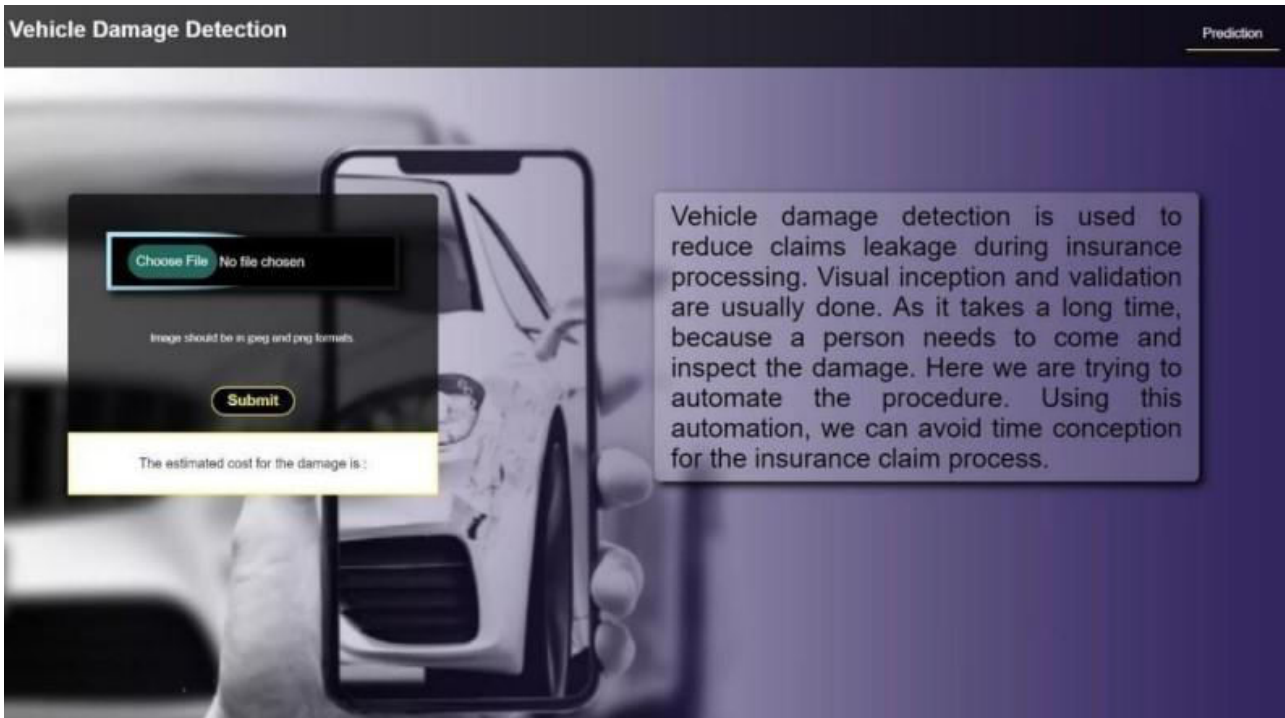 Vehicle Damage Detection
Prediction
Choose File No file chosen
Image should be in jpeg and png formats
Submit
The estimated cost for the damage is :
Vehicle damage detection is used to
reduce claims leakage during insurance
processing. Visual inception and validation
are usually done. As it takes a long time,
because a person needs to come and
inspect the damage. Here we are trying to
automate the procedure. Using this
automation, we can avoid time conception
for the insurance claim process.